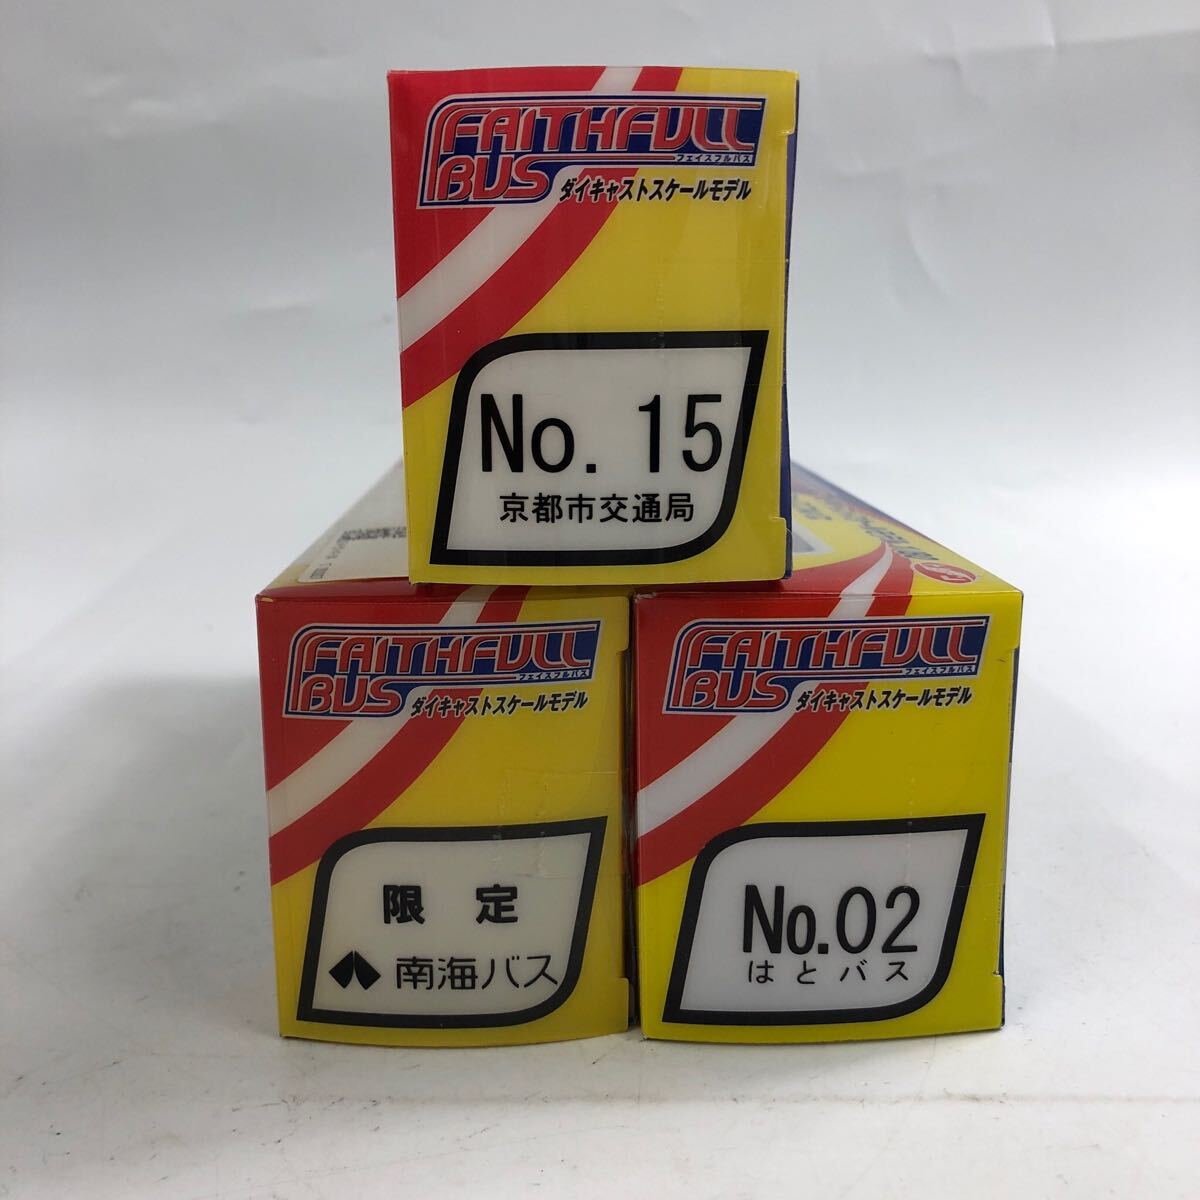 FAITHFULL
フェイスフルバス
BUS
ダイキャストスケールモデル
No. 15
京都市交通局
FAITHFULL
フェイスフルバス
BUS
ダイキャストスケールモデル
限 定
南海バス
FAITHFULL
フェイスフルバス
BUS
ダイキャストスケールモデル
No.02
はとバス